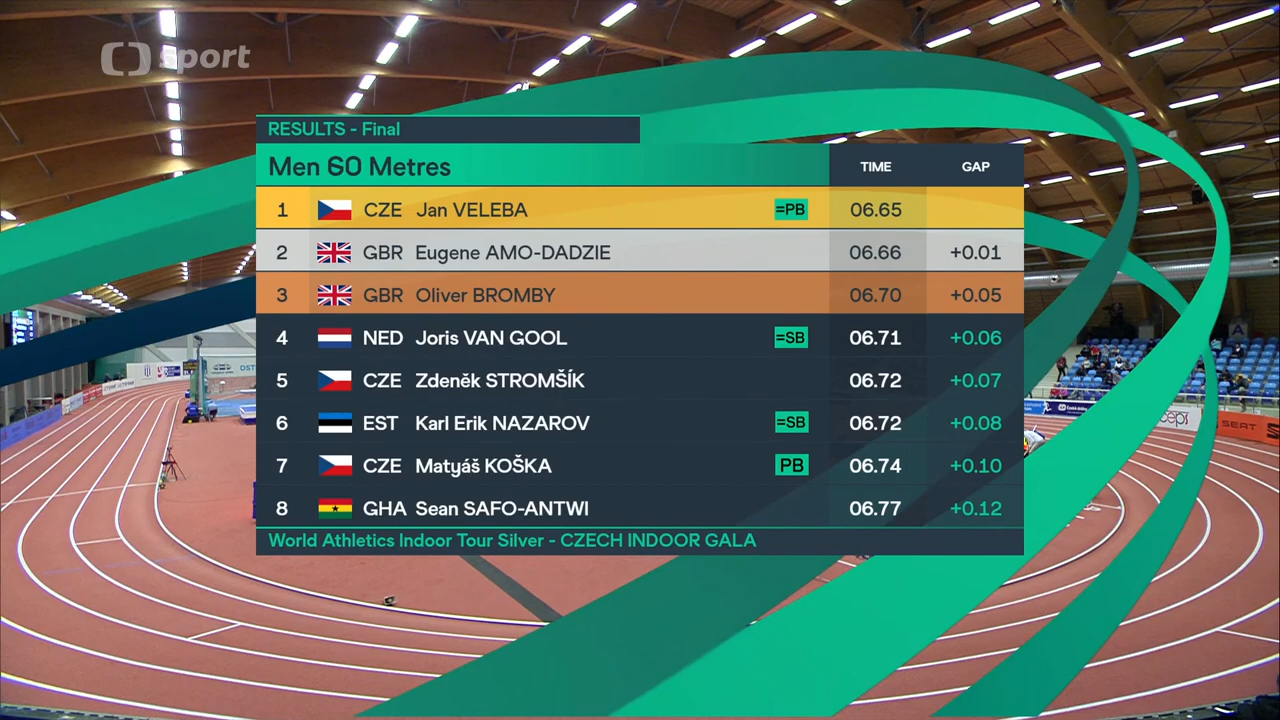 sport
RESULTS - Final
Men 60 Metres TIME GAP
1 CZE Jan VELEBA =PB 06.65
2 GBR Eugene AMO-DADZIE 06.66 +0.01
3 GBR Oliver BROMBY 06.70 +0.05
4 NED Joris VAN GOOL =SB 06.71 +0.06
5 CZE Zdeněk STROMŠÍK 06.72 +0.07
6 EST Karl Erik NAZAROV =SB 06.72 +0.08
7 CZE Matyáš KOŠKA PB 06.74 +0.10
8 GHA Sean SAFO-ANTWI 06.77 +0.12
World Athletics Indoor Tour Silver - CZECH INDOOR GALA
A
SEAT